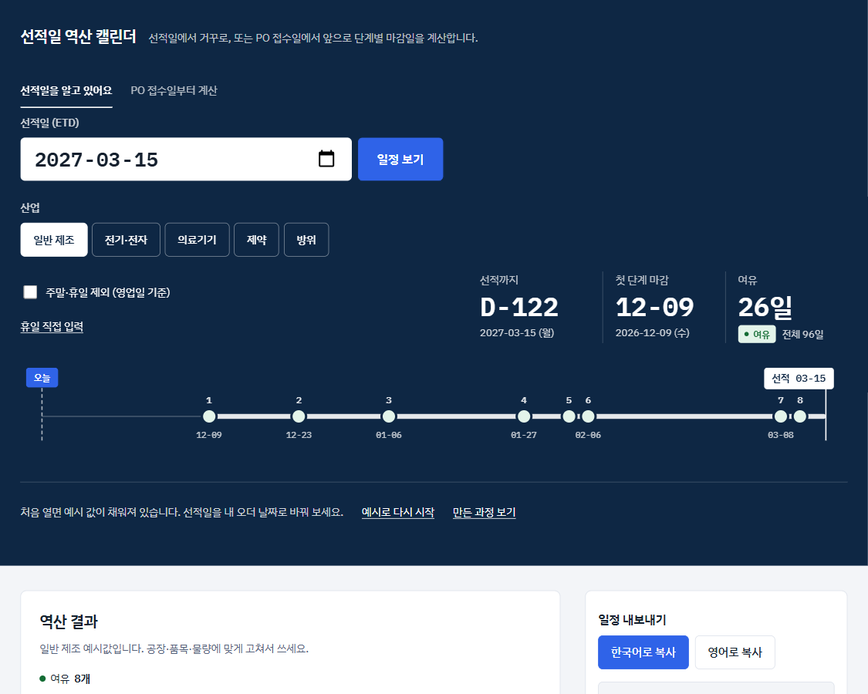 선적일 역산 캘린더 선적일에서 거꾸로, 또는 PO 접수일에서 앞으로 단계별 마감일을 계산합니다.
선적일을 알고 있어요 PO 접수일부터 계산
선적일 (ETD)
2027-03-15 일정 보기
산업
일반 제조 전기·전자 의료기기 제약 방위
주말·휴일 제외 (영업일 기준)
휴일 직접 입력
선적까지 첫 단계 마감 여유
D-122 12-09 26일
2027-03-15 (월) 2026-12-09 (수) 여유 전체 96일
오늘 선적 03-15
1 2 3 4 5 6 7 8
12-09 12-23 01-06 01-27 02-06 03-08
처음 열면 예시 값이 채워져 있습니다. 선적일을 내 오더 날짜로 바꿔 보세요. 예시로 다시 시작 만든 과정 보기
역산 결과
일반 제조 예시값입니다. 공장·품목·물량에 맞게 고쳐서 쓰세요.
여유 8개
일정 내보내기
한국어로 복사 영어로 복사